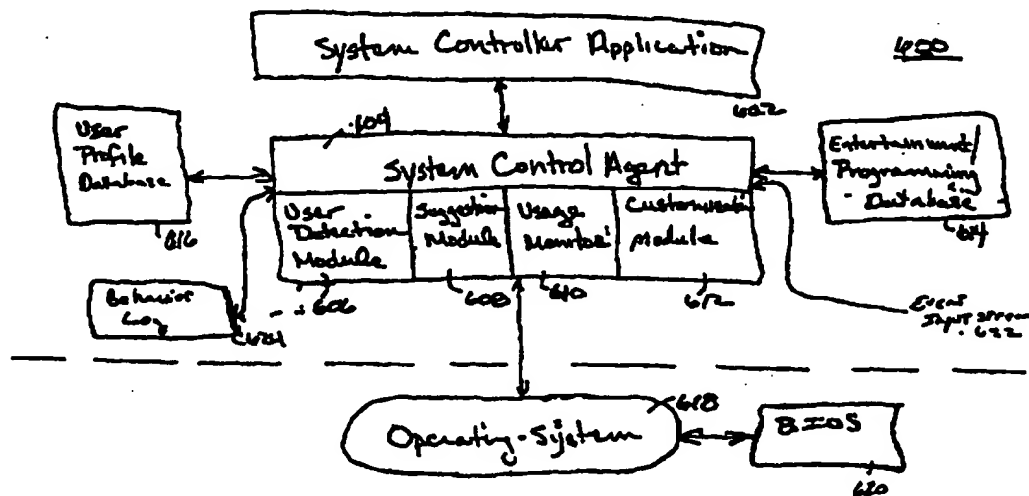 System Controller Application
600
602
604
User
Profile
Database
616
System Control Agent
Entertainment/
Programming
Database
614
User
Detection
Module
606
Suggestion
Module
608
Usage
Monitor
610
Customization
Module
612
Behavior
Log
624
Event
Input Stream
622
Operating-System
618
BIOS
620